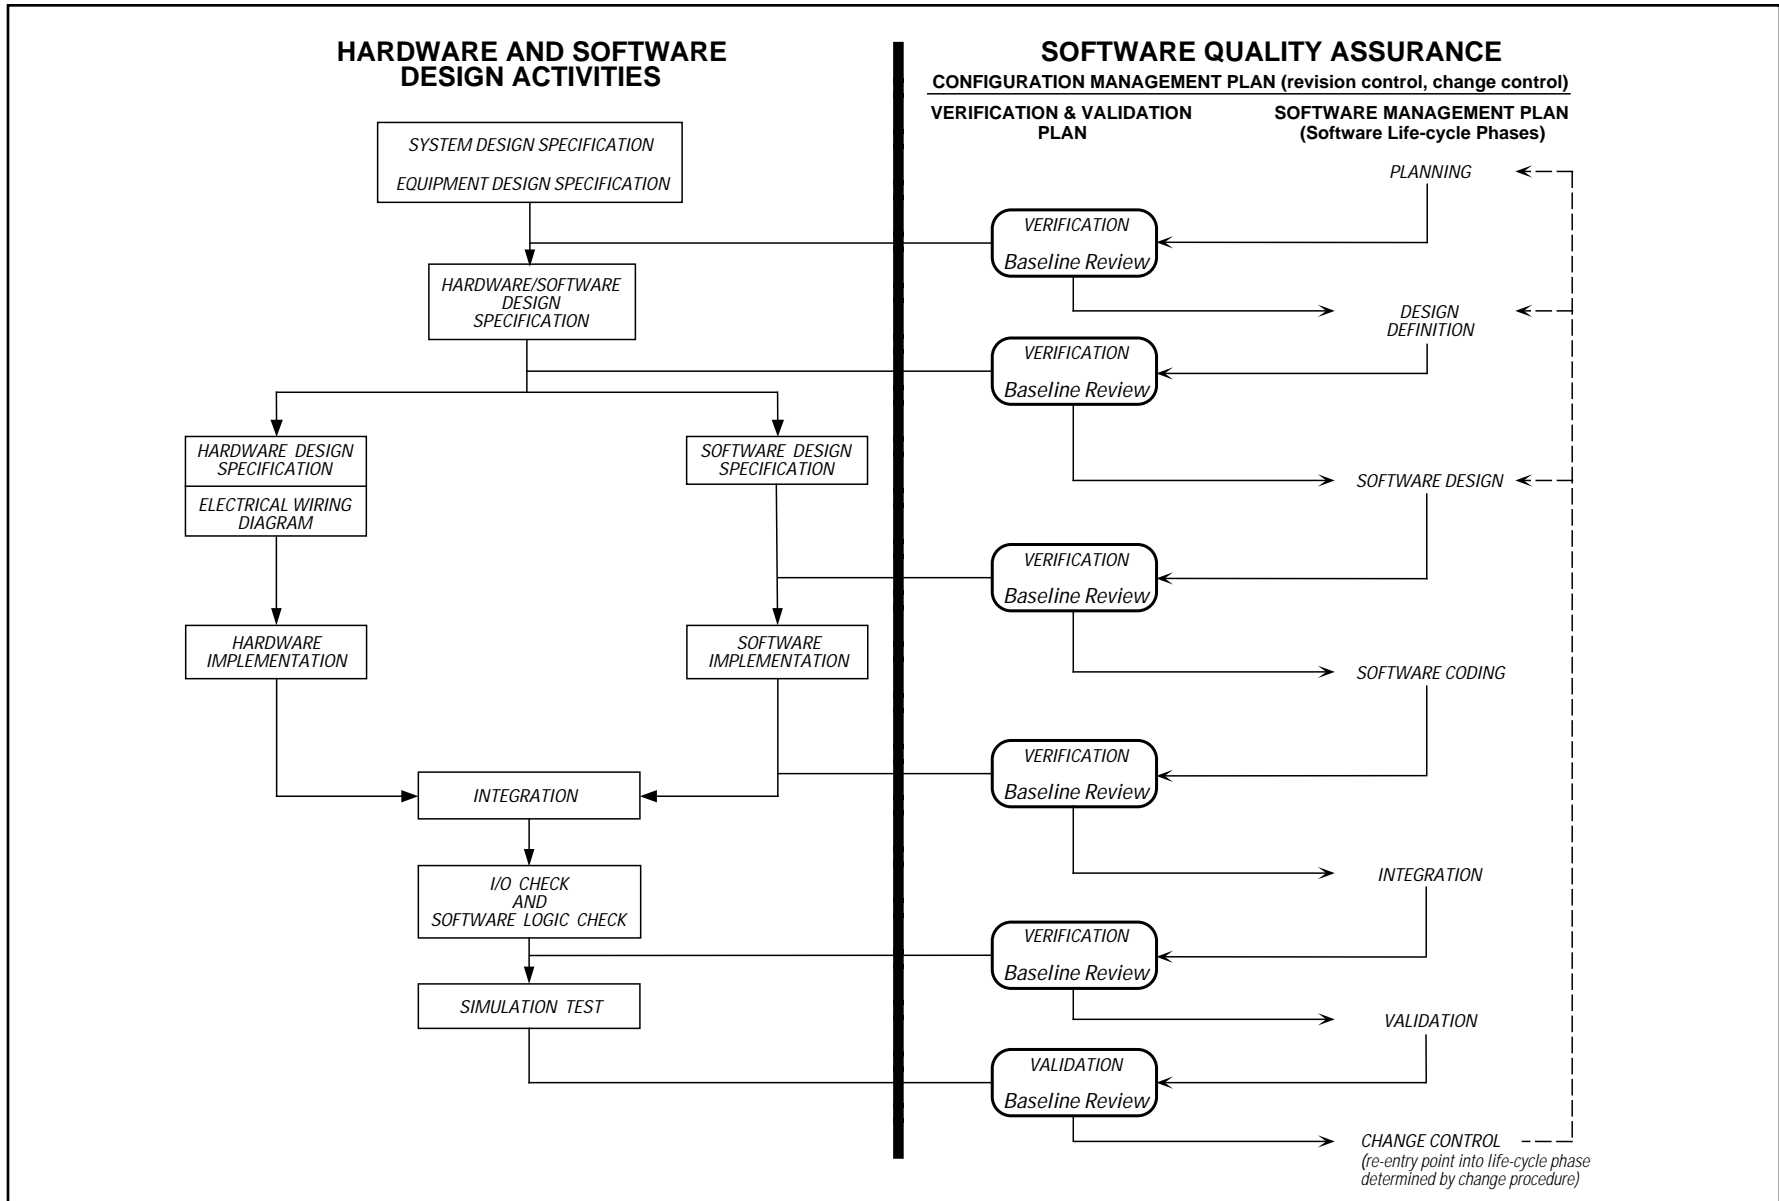 HARDWARE AND SOFTWARE
DESIGN ACTIVITIES
SYSTEM DESIGN SPECIFICATION
EQUIPMENT DESIGN SPECIFICATION
HARDWARE/SOFTWARE
DESIGN
SPECIFICATION
HARDWARE DESIGN
SPECIFICATION
ELECTRICAL WIRING
DIAGRAM
SOFTWARE DESIGN
SPECIFICATION
HARDWARE
IMPLEMENTATION
SOFTWARE
IMPLEMENTATION
INTEGRATION
I/O CHECK
AND
SOFTWARE LOGIC CHECK
SIMULATION TEST
SOFTWARE QUALITY ASSURANCE
CONFIGURATION MANAGEMENT PLAN (revision control, change control)
VERIFICATION & VALIDATION
PLAN
SOFTWARE MANAGEMENT PLAN
(Software Life-cycle Phases)
PLANNING
VERIFICATION
Baseline Review
DESIGN
DEFINITION
VERIFICATION
Baseline Review
SOFTWARE DESIGN
VERIFICATION
Baseline Review
SOFTWARE CODING
VERIFICATION
Baseline Review
INTEGRATION
VERIFICATION
Baseline Review
VALIDATION
VALIDATION
Baseline Review
CHANGE CONTROL
(re-entry point into life-cycle phase
determined by change procedure)